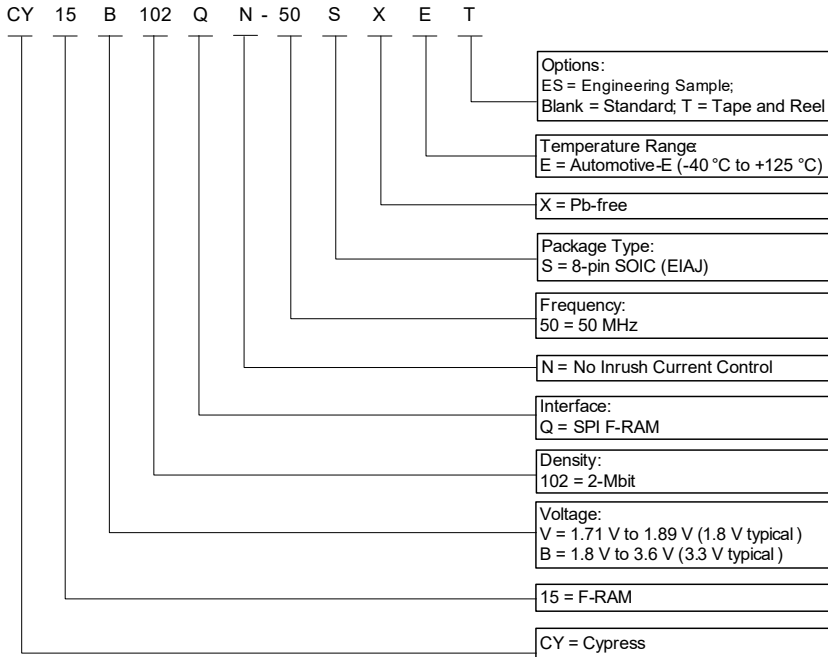 CY 15 B 102 Q N - 50 S X E T
Options:
ES = Engineering Sample;
Blank = Standard; T = Tape and Reel
Temperature Range:
E = Automotive-E (-40 °C to +125 °C)
X = Pb-free
Package Type:
S = 8-pin SOIC (EIAJ)
Frequency:
50 = 50 MHz
N = No Inrush Current Control
Interface:
Q = SPI F-RAM
Density:
102 = 2-Mbit
Voltage:
V = 1.71 V to 1.89 V (1.8 V typical )
B = 1.8 V to 3.6 V (3.3 V typical )
15 = F-RAM
CY = Cypress